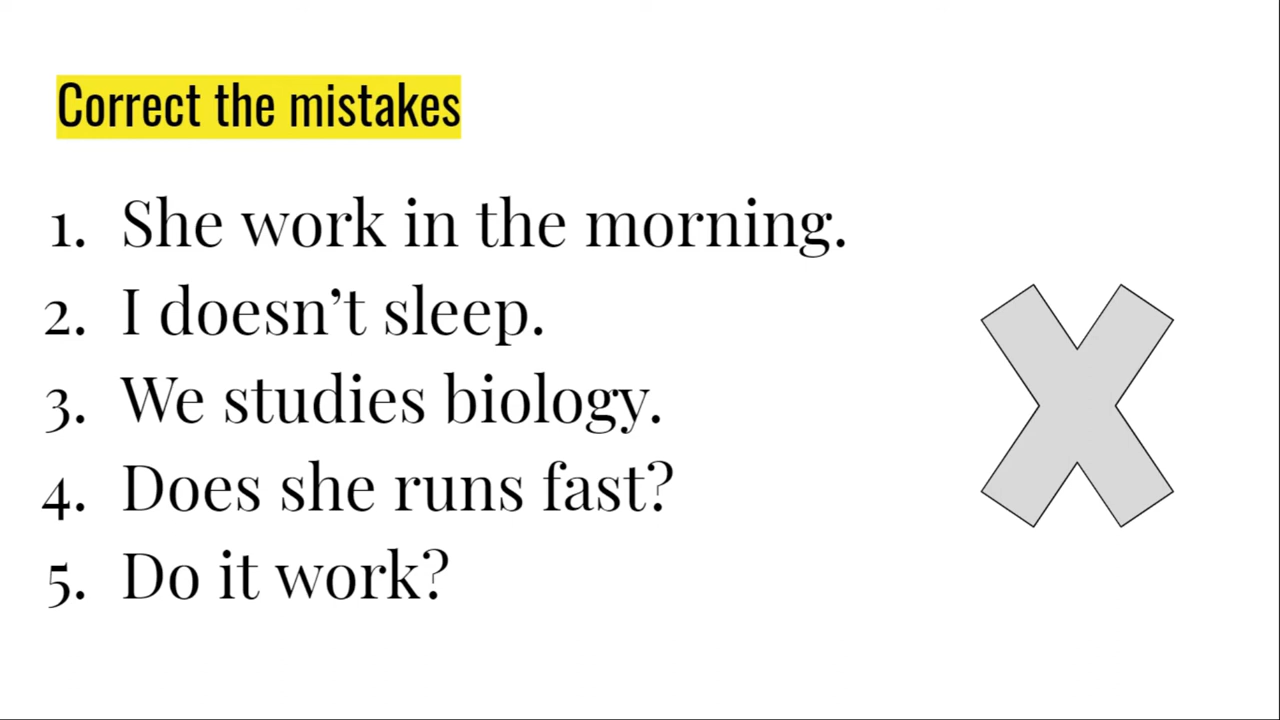 Correct the mistakes
1. She work in the morning.
2. I doesn’t sleep.
3. We studies biology.
4. Does she runs fast?
5. Do it work?